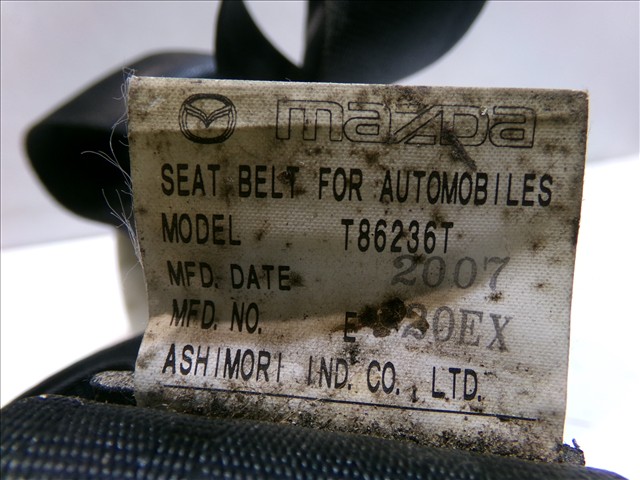 mazda
SEAT BELT FOR AUTOMOBILES
MODEL T86236T
MFD. DATE 2007
MFD. NO. E
ASHIMORI IND. CO., LTD.